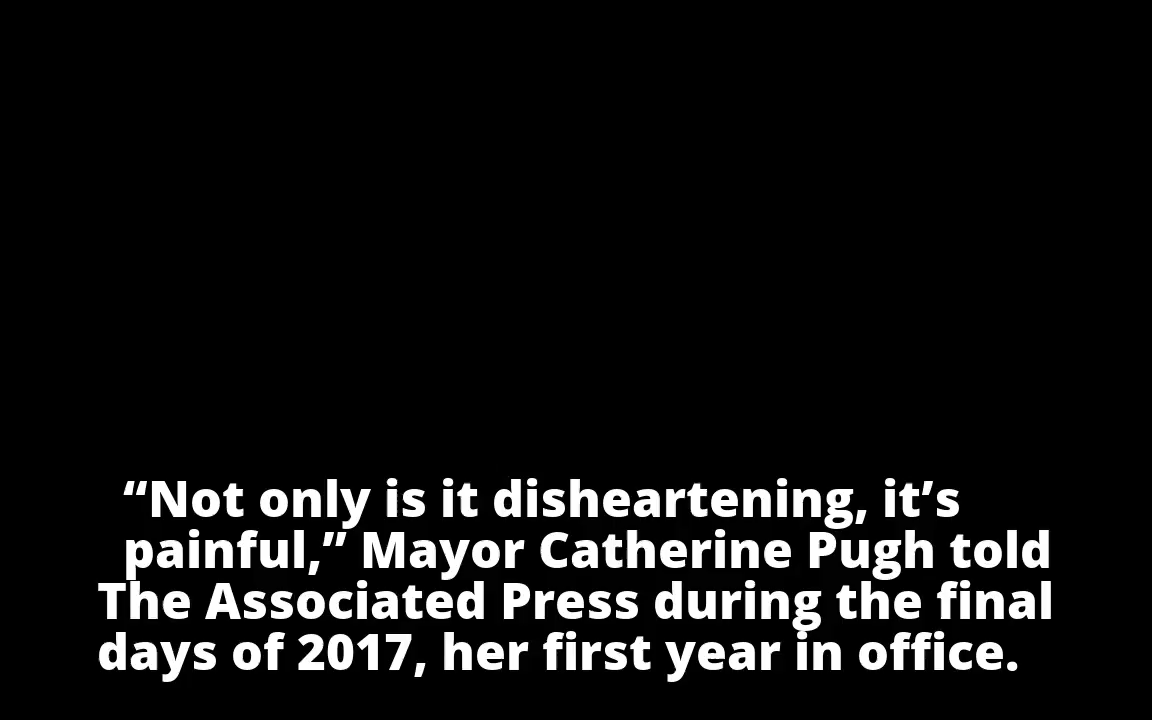 “Not only is it disheartening, it’s
painful,” Mayor Catherine Pugh told
The Associated Press during the final
days of 2017, her first year in office.